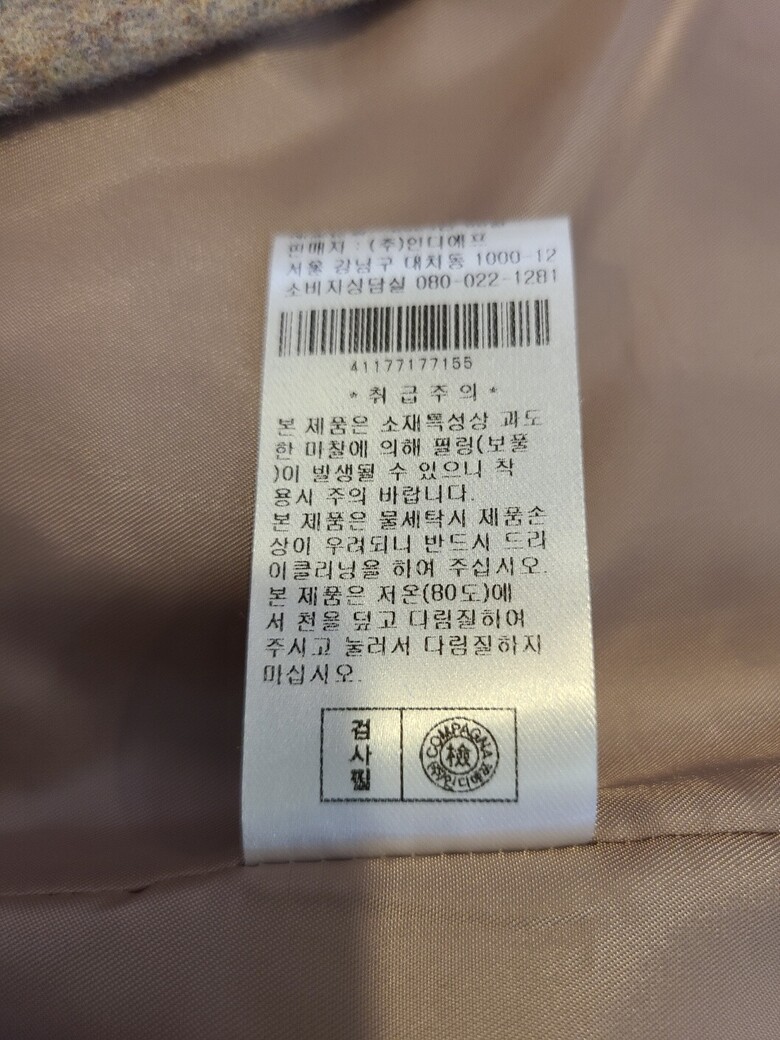 판매자 : (주)인디에프
서울 강남구 대치동 1000-12
소비자상담실 080-022-1281
41177177155
*취급주의*
본 제품은 소재특성상 과도
한 마찰에 의해 필링(보풀
)이 발생될 수 있으니 착
용시 주의 바랍니다.
본 제품은 물세탁시 제품손
상이 우려되니 반드시 드라
이클리닝을 하여 주십시오.
본 제품은 저온(80도)에
서 천을 덮고 다림질하여
주시고 눌러서 다림질하지
마십시오.
검사필
COMPAGNA
檢
(주)인디에프